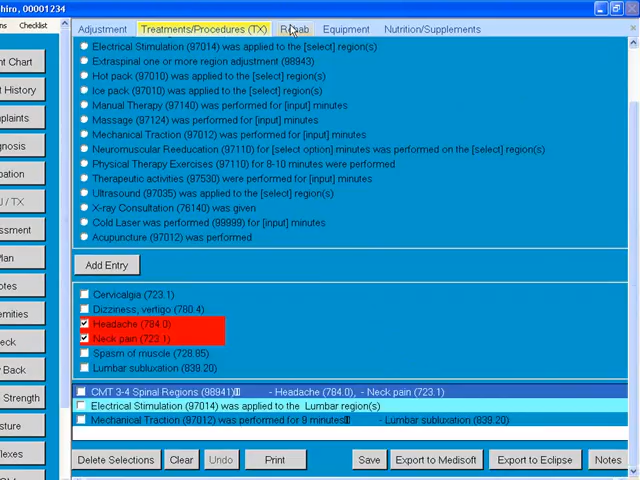 hiro, 00001234
ns Checklist
Adjustment Treatments/Procedures (TX) Rehab Equipment Nutrition/Supplements
nt Chart
t History
plaints
gnosis
pation
/ TX
ssment
lan
otes
emities
eck
Back
Strength
sture
flexes
Electrical Stimulation (97014) was applied to the [select] region(s)
Extraspinal one or more region adjustment (98943)
Hot pack (97010) was applied to the [select] region(s)
Ice pack (97010) was applied to the [select] region(s)
Manual Therapy (97140) was performed for [input] minutes
Massage (97124) was performed for [input] minutes
Mechanical Traction (97012) was performed for [input] minutes
Neuromuscular Reeducation (97110) for [select option] minutes was performed on the [select] region(s)
Physical Therapy Exercises (97110) for 8-10 minutes were performed
Therapeutic activities (97530) were performed for [input] minutes
Ultrasound (97035) was applied to the [select] region(s)
X-ray Consultation (76140) was given
Cold Laser was performed (99999) for [input] minutes
Acupuncture (97012) was performed
Add Entry
Cervicalgia (723.1)
Dizziness, vertigo (780.4)
Headache (784.0)
Neck pain (723.1)
Spasm of muscle (728.85)
Lumbar subluxation (839.20)
CMT 3-4 Spinal Regions (98941) - Headache (784.0), - Neck pain (723.1)
Electrical Stimulation (97014) was applied to the Lumbar region(s)
Mechanical Traction (97012) was performed for 9 minutes - Lumbar subluxation (839.20)
Delete Selections Clear Undo Print Save Export to Medisoft Export to Eclipse Notes